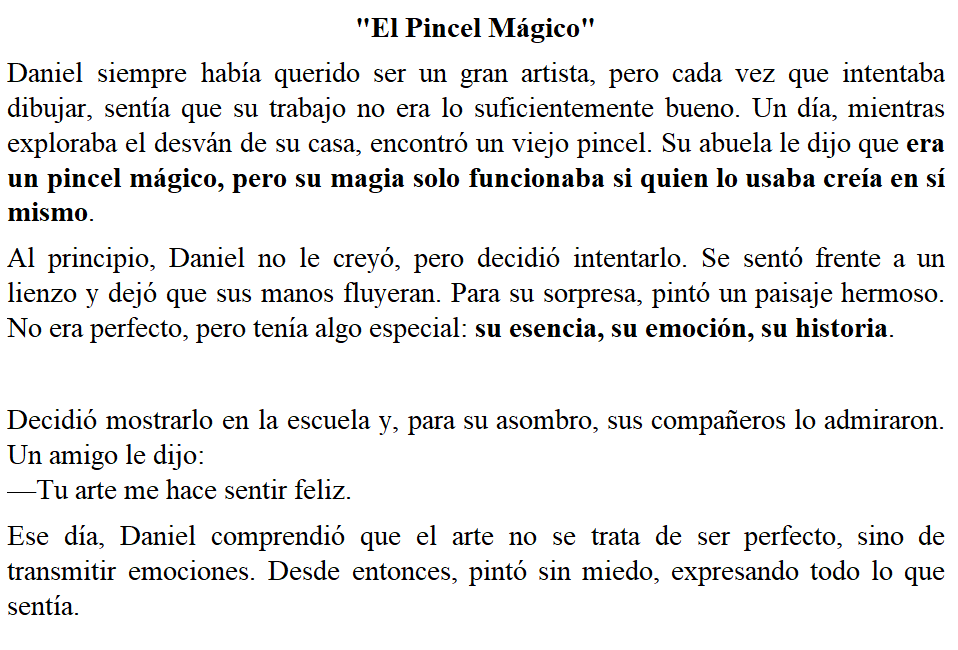 "El Pincel Mágico"
Daniel siempre había querido ser un gran artista, pero cada vez que intentaba
dibujar, sentía que su trabajo no era lo suficientemente bueno. Un día, mientras
exploraba el desván de su casa, encontró un viejo pincel. Su abuela le dijo que era
un pincel mágico, pero su magia solo funcionaba si quien lo usaba creía en sí
mismo.
Al principio, Daniel no le creyó, pero decidió intentarlo. Se sentó frente a un
lienzo y dejó que sus manos fluyeran. Para su sorpresa, pintó un paisaje hermoso.
No era perfecto, pero tenía algo especial: su esencia, su emoción, su historia.
Decidió mostrarlo en la escuela y, para su asombro, sus compañeros lo admiraron.
Un amigo le dijo:
—Tu arte me hace sentir feliz.
Ese día, Daniel comprendió que el arte no se trata de ser perfecto, sino de
transmitir emociones. Desde entonces, pintó sin miedo, expresando todo lo que
sentía.